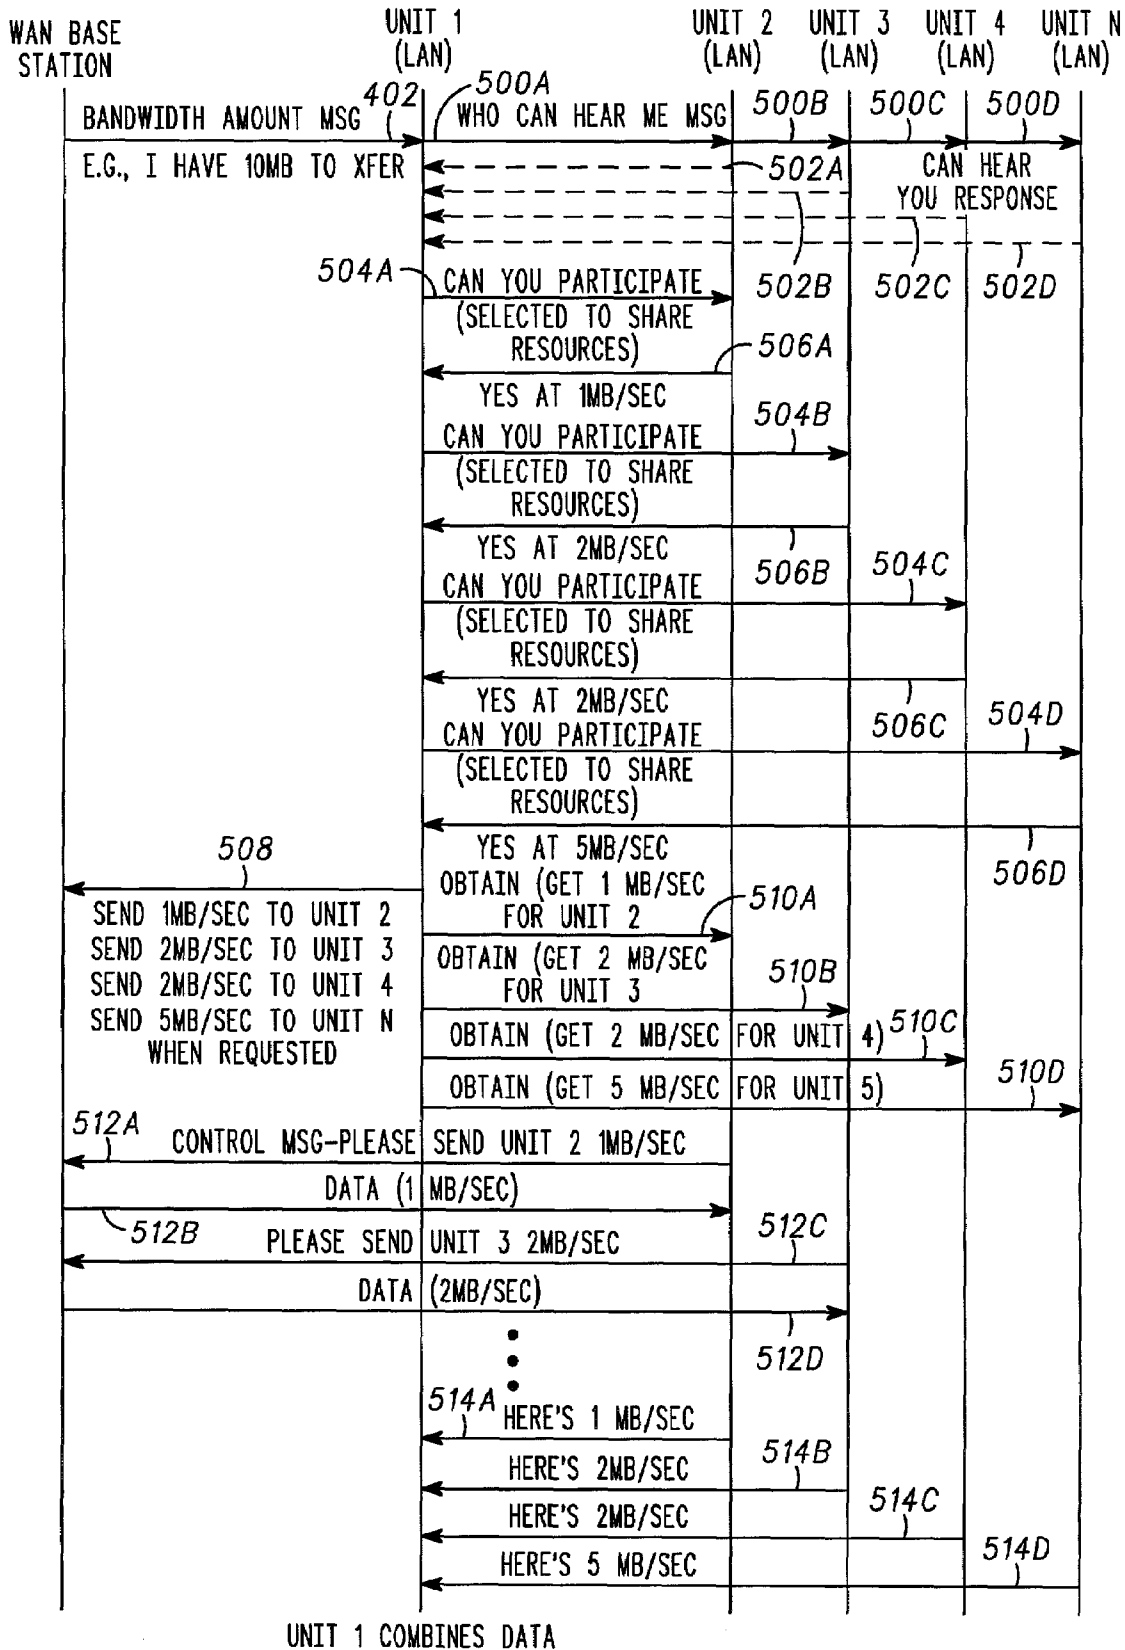 WAN BASE
STATION
UNIT 1
(LAN)
UNIT 2
(LAN)
UNIT 3
(LAN)
UNIT 4
(LAN)
UNIT N
(LAN)
BANDWIDTH AMOUNT MSG
402
500A
WHO CAN HEAR ME MSG
500B
500C
500D
E.G., I HAVE 10MB TO XFER
502A
CAN HEAR
YOU RESPONSE
502B
502C
502D
504A
CAN YOU PARTICIPATE
(SELECTED TO SHARE
RESOURCES)
506A
YES AT 1MB/SEC
504B
CAN YOU PARTICIPATE
(SELECTED TO SHARE
RESOURCES)
YES AT 2MB/SEC
506B
504C
CAN YOU PARTICIPATE
(SELECTED TO SHARE
RESOURCES)
YES AT 2MB/SEC
506C
504D
CAN YOU PARTICIPATE
(SELECTED TO SHARE
RESOURCES)
YES AT 5MB/SEC
506D
508
SEND 1MB/SEC TO UNIT 2
SEND 2MB/SEC TO UNIT 3
SEND 2MB/SEC TO UNIT 4
SEND 5MB/SEC TO UNIT N
WHEN REQUESTED
OBTAIN (GET 1 MB/SEC
FOR UNIT 2
510A
OBTAIN (GET 2 MB/SEC
FOR UNIT 3
510B
OBTAIN (GET 2 MB/SEC FOR UNIT 4)
510C
OBTAIN (GET 5 MB/SEC FOR UNIT 5)
510D
512A
CONTROL MSG-PLEASE SEND UNIT 2 1MB/SEC
DATA (1 MB/SEC)
512B
PLEASE SEND UNIT 3 2MB/SEC
512C
DATA (2MB/SEC)
512D
514A
HERE'S 1 MB/SEC
HERE'S 2MB/SEC
514B
HERE'S 2MB/SEC
514C
HERE'S 5 MB/SEC
514D
UNIT 1 COMBINES DATA